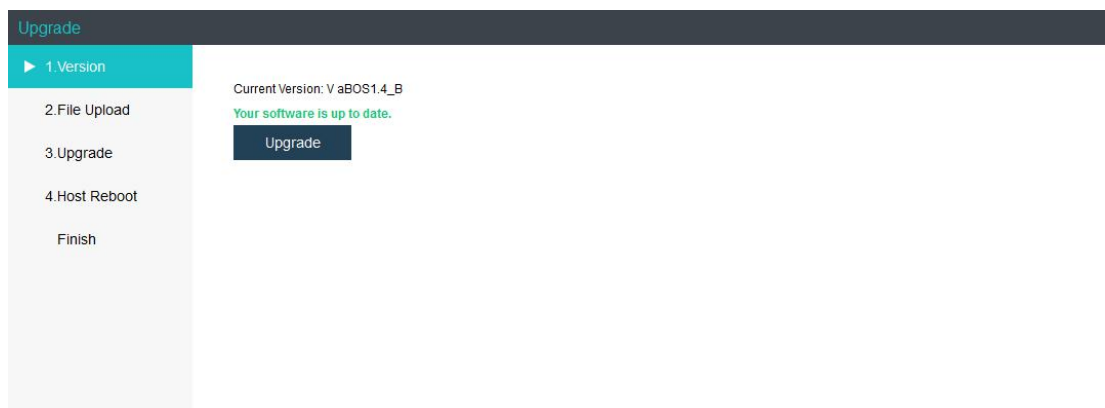 Upgrade
1.Version
2.File Upload
3.Upgrade
4.Host Reboot
Finish
Current Version: V aBOS1.4_B
Your software is up to date.
Upgrade